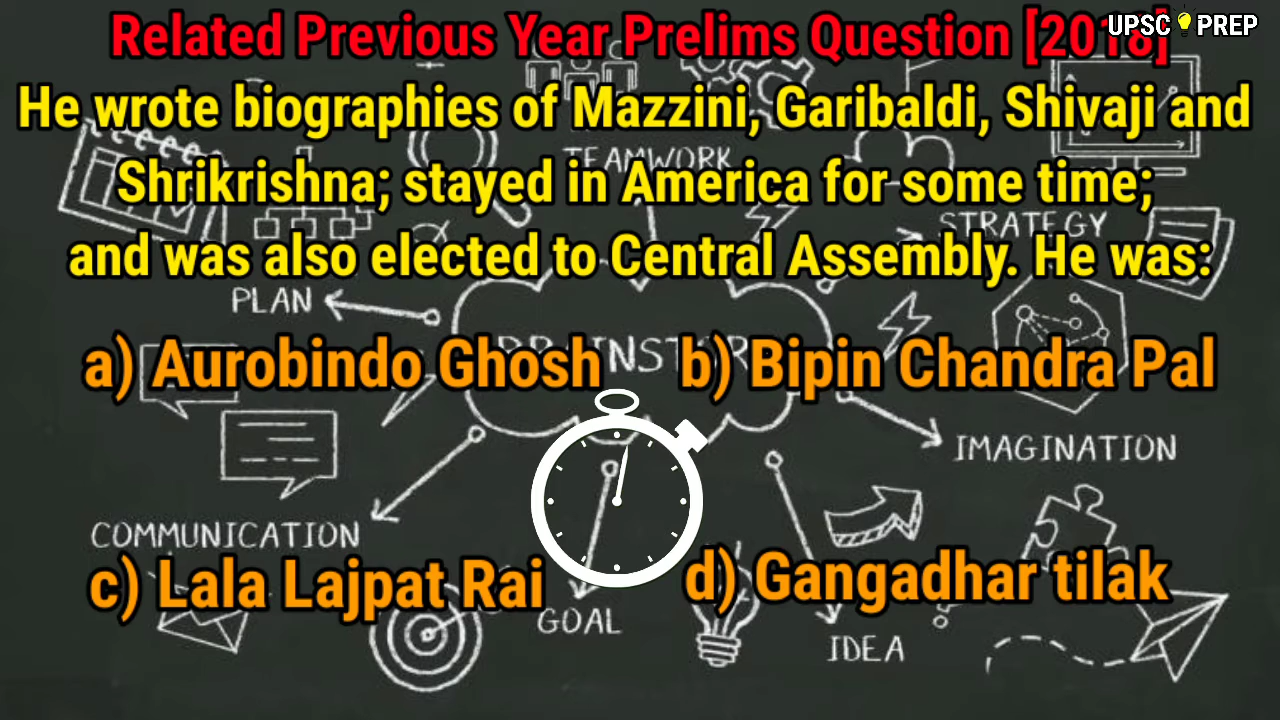 Related Previous Year Prelims Question [2018]
UPSC PREP
He wrote biographies of Mazzini, Garibaldi, Shivaji and
TEAMWORK
Shrikrishna; stayed in America for some time;
STRATEGY
and was also elected to Central Assembly. He was:
PLAN
a) Aurobindo Ghosh
b) Bipin Chandra Pal
IMAGINATION
COMMUNICATION
c) Lala Lajpat Rai
d) Gangadhar tilak
GOAL
IDEA